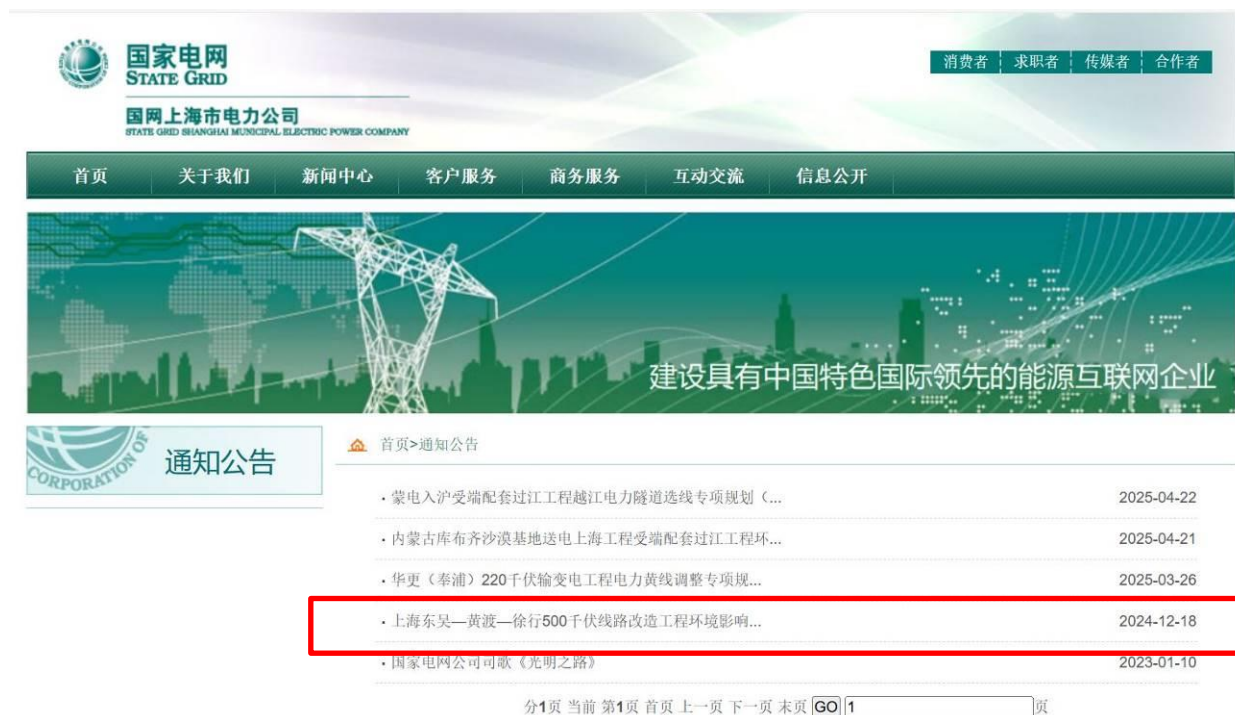 国家电网
STATE GRID
国网上海市电力公司
STATE GRID SHANGHAI MUNICIPAL ELECTRIC POWER COMPANY
消费者 求职者 传媒者 合作者
首页 关于我们 新闻中心 客户服务 商务服务 互动交流 信息公开
建设具有中国特色国际领先的能源互联网企业
CORPORATION OF
通知公告
首页>通知公告
·蒙电入沪受端配套过江工程越江电力隧道选线专项规划（... 2025-04-22
·内蒙古库布齐沙漠基地送电上海工程受端配套过江工程环... 2025-04-21
·华更（奉浦）220千伏输变电工程电力黄线调整专项规... 2025-03-26
·上海东吴—黄渡—徐行500千伏线路改造工程环境影响... 2024-12-18
·国家电网公司司歌《光明之路》 2023-01-10
分1页 当前 第1页 首页 上一页 下一页 末页 GO 1 页